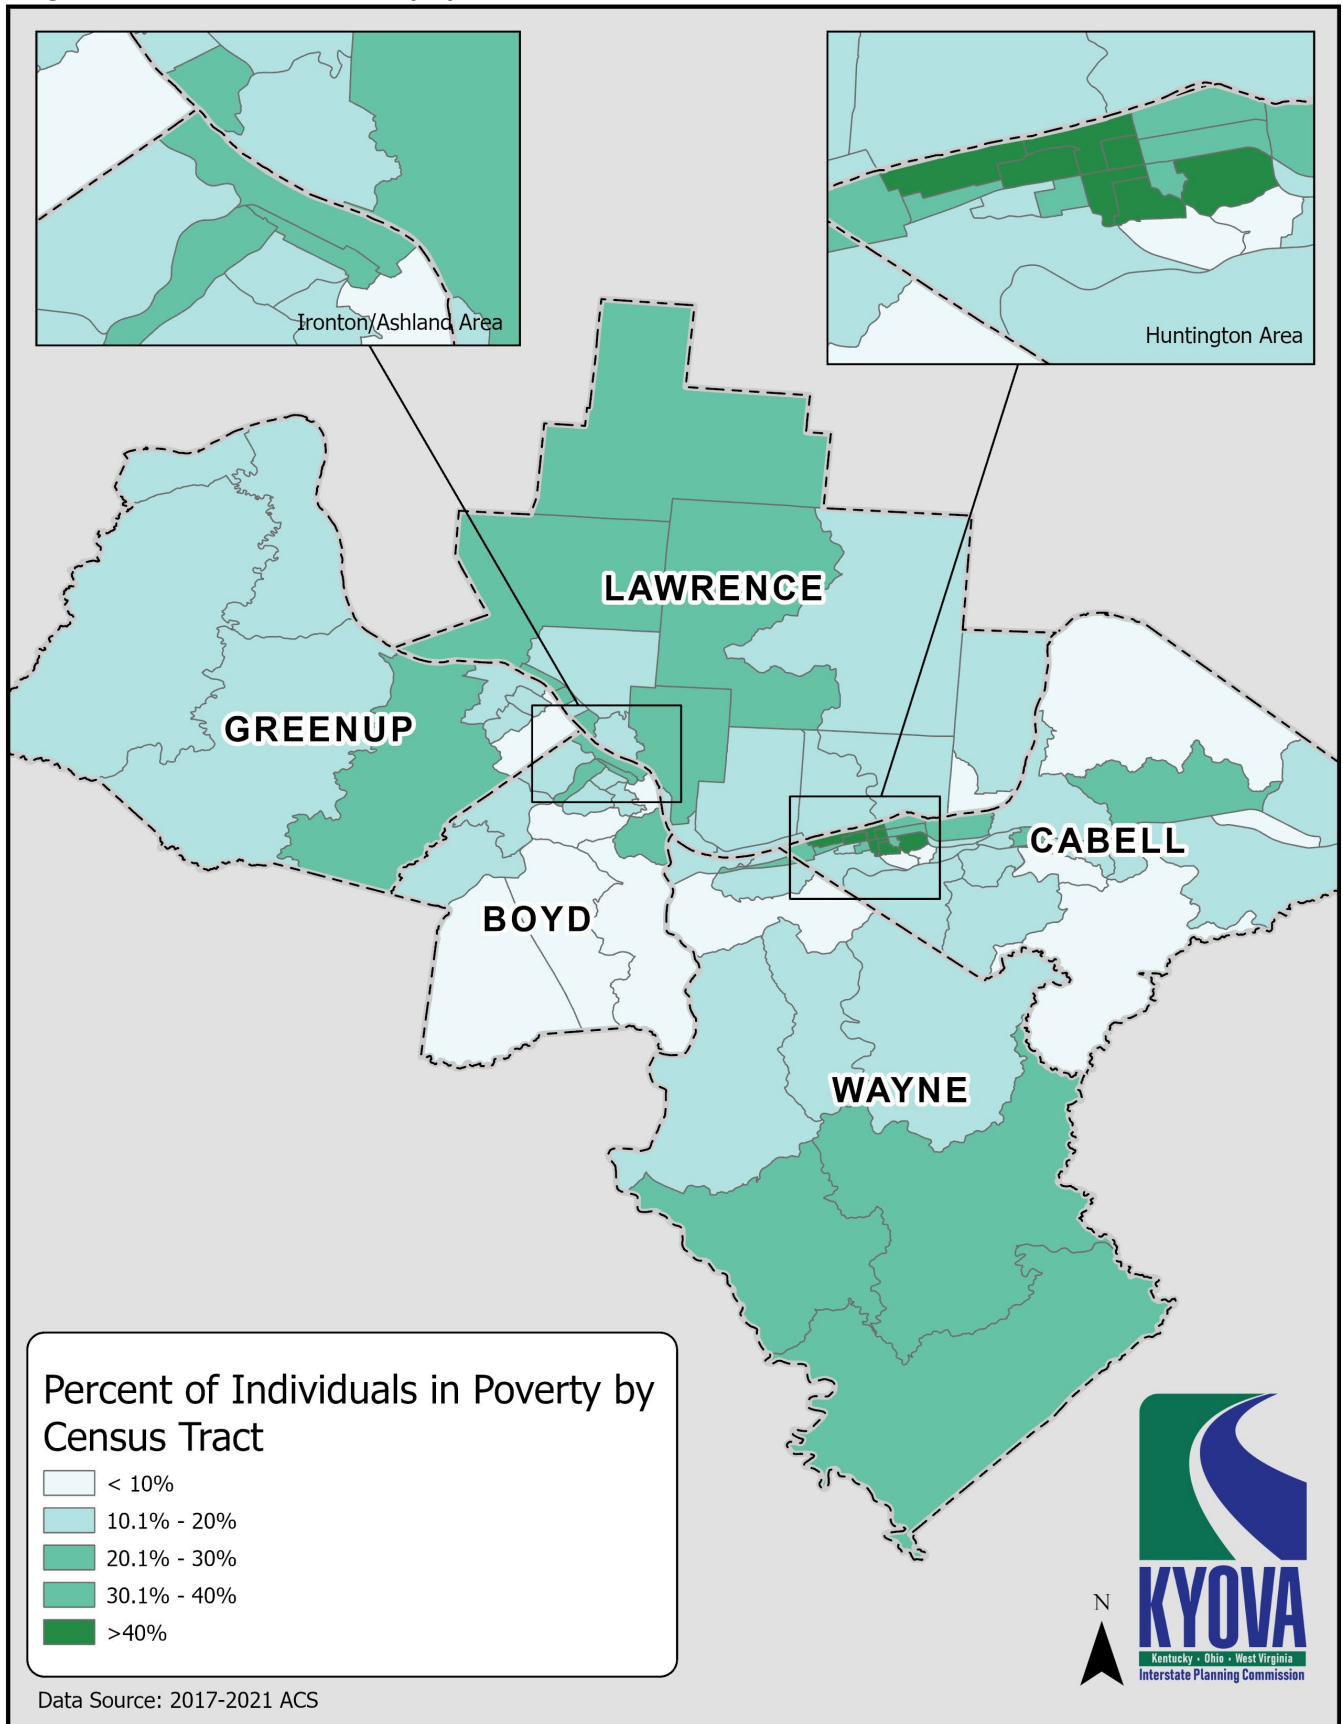 Ironton/Ashland Area
Huntington Area
LAWRENCE
GREENUP
CABELL
BOYD
WAYNE
Percent of Individuals in Poverty by
Census Tract
< 10%
10.1% - 20%
20.1% - 30%
30.1% - 40%
>40%
Data Source: 2017-2021 ACS
N
KYOVA
Kentucky • Ohio • West Virginia
Interstate Planning Commission